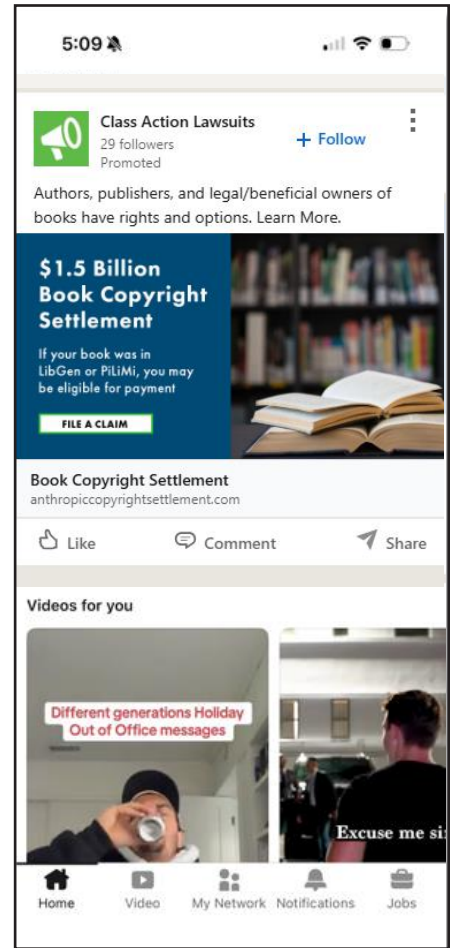 5:09
Class Action Lawsuits
29 followers
+ Follow
Promoted
Authors, publishers, and legal/beneficial owners of
books have rights and options. Learn More.
$1.5 Billion
Book Copyright
Settlement
If your book was in
LibGen or PiLiMi, you may
be eligible for payment
FILE A CLAIM
Book Copyright Settlement
anthropiccopyrightsettlement.com
Like Comment Share
Videos for you
Different generations Holiday
Out of Office messages
Excuse me si
Home Video My Network Notifications Jobs